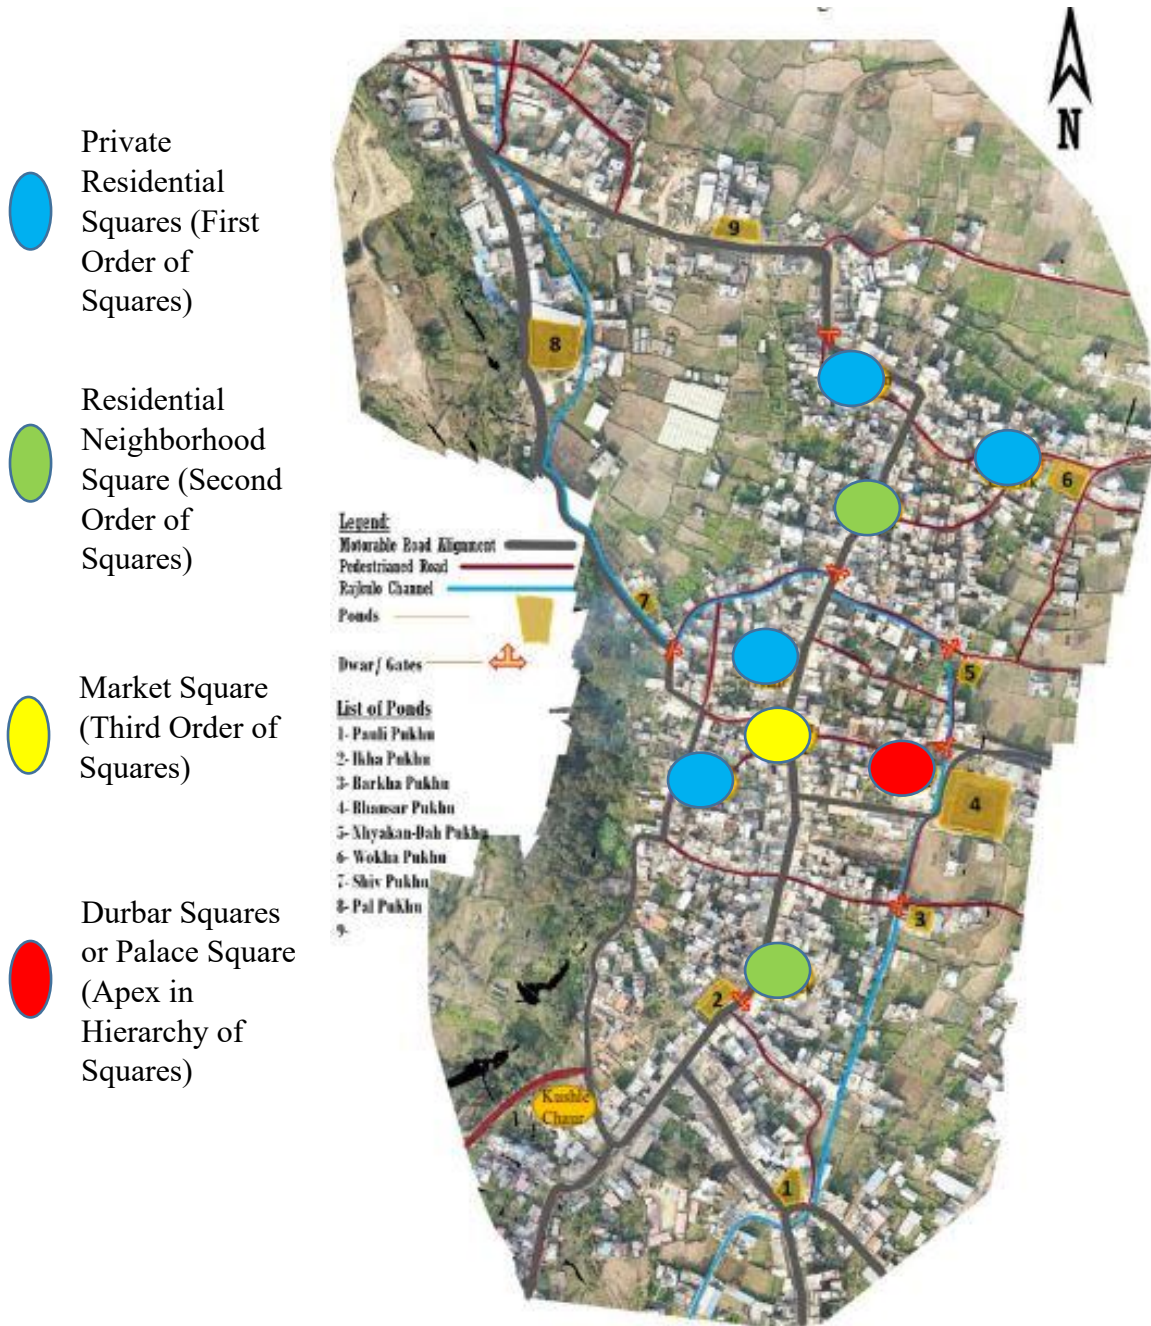 N
Private
Residential
Squares (First
Order of
Squares)
Residential
Neighborhood
Square (Second
Order of
Squares)
Market Square
(Third Order of
Squares)
Durbar Squares
or Palace Square
(Apex in
Hierarchy of
Squares)
Legend:
Motorable Road Alignment
Pedestrianed Road
Rajkulo Channel
Ponds
Dwar/ Gates
List of Ponds
1- Pauli Pukhu
2- Ikha Pukhu
3- Barkha Pukhu
4- Bhansar Pukhu
5- Nhyakan-Dah Pukhu
6- Wokha Pukhu
7- Shiv Pukhu
8- Pal Pukhu
9-
9
8
6
7
5
4
3
2
Kushle
Chaur
1